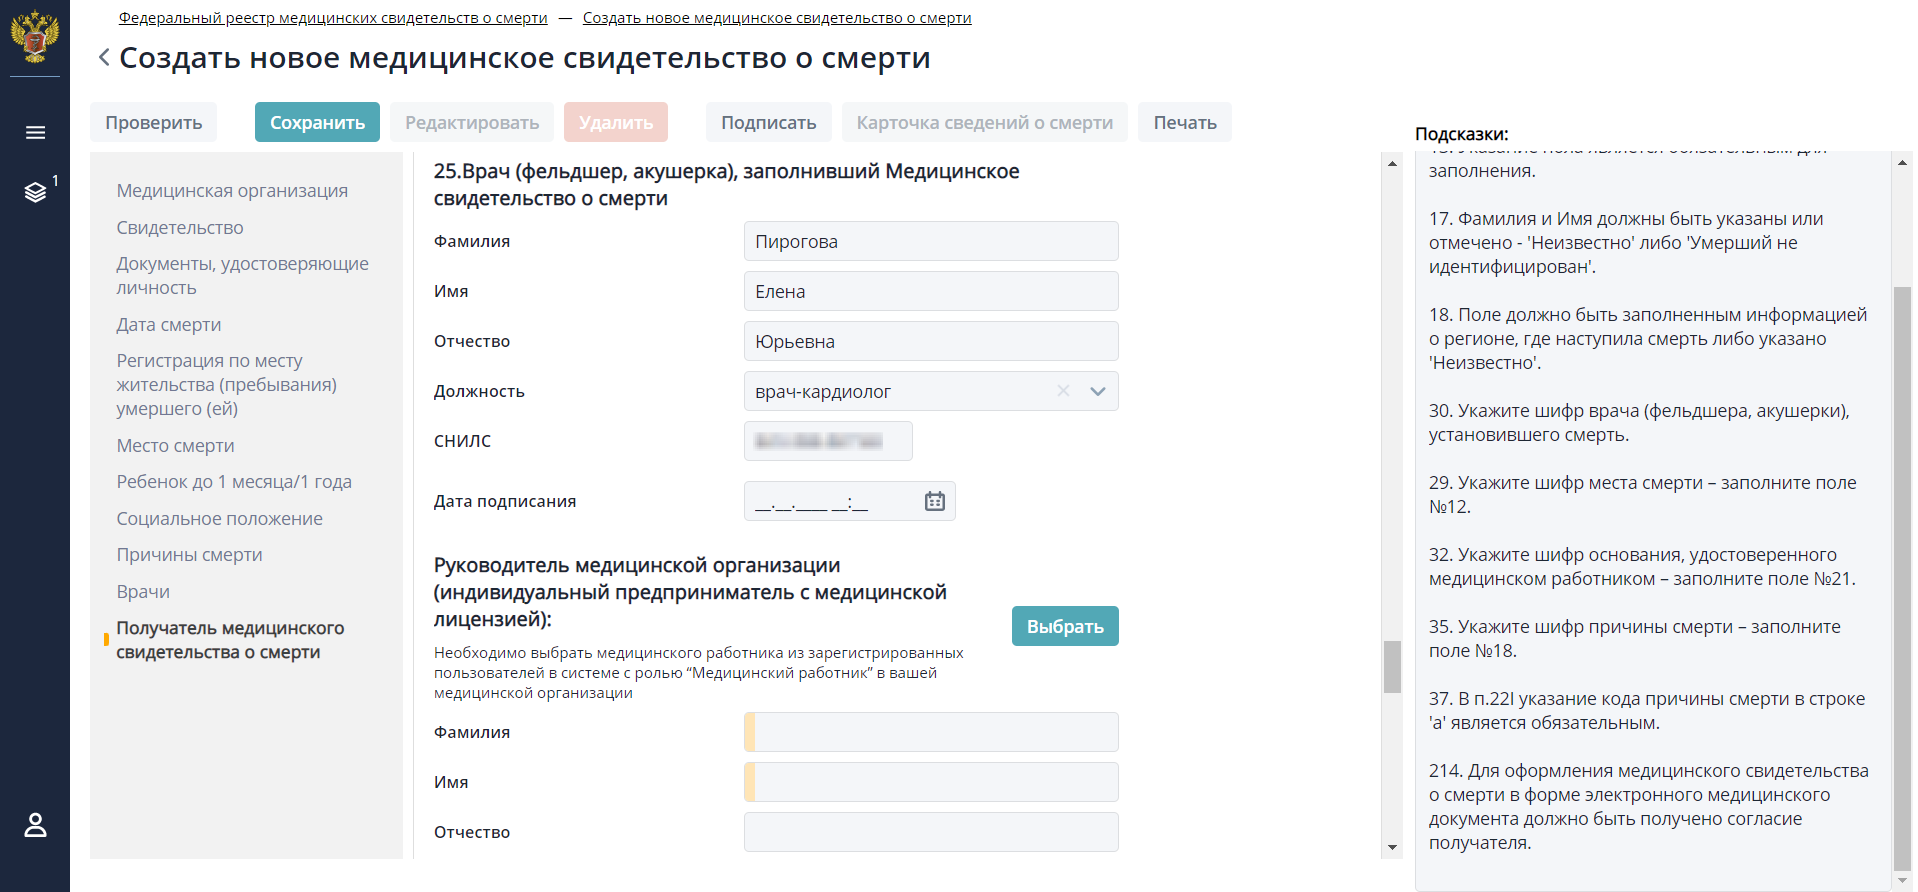 Федеральный реестр медицинских свидетельств о смерти — Создать новое медицинское свидетельство о смерти
Создать новое медицинское свидетельство о смерти
Проверить Сохранить Редактировать Удалить Подписать Карточка сведений о смерти Печать
1
Медицинская организация
Свидетельство
Документы, удостоверяющие
личность
Дата смерти
Регистрация по месту
жительства (пребывания)
умершего (ей)
Место смерти
Ребенок до 1 месяца/1 года
Социальное положение
Причины смерти
Врачи
Получатель медицинского
свидетельства о смерти
25.Врач (фельдшер, акушерка), заполнивший Медицинское
свидетельство о смерти
Фамилия Пирогова
Имя Елена
Отчество Юрьевна
Должность врач-кардиолог
СНИЛС
Дата подписания __.__.____ __:__
Руководитель медицинской организации
(индивидуальный предприниматель с медицинской
лицензией):
Выбрать
Необходимо выбрать медицинского работника из зарегистрированных
пользователей в системе с ролью “Медицинский работник” в вашей
медицинской организации
Фамилия
Имя
Отчество
Подсказки:
заполнения.
17. Фамилия и Имя должны быть указаны или
отмечено - 'Неизвестно' либо 'Умерший не
идентифицирован'.
18. Поле должно быть заполненным информацией
о регионе, где наступила смерть либо указано
'Неизвестно'.
30. Укажите шифр врача (фельдшера, акушерки),
установившего смерть.
29. Укажите шифр места смерти – заполните поле
№12.
32. Укажите шифр основания, удостоверенного
медицинском работником – заполните поле №21.
35. Укажите шифр причины смерти – заполните
поле №18.
37. В п.22I указание кода причины смерти в строке
'а' является обязательным.
214. Для оформления медицинского свидетельства
о смерти в форме электронного медицинского
документа должно быть получено согласие
получателя.